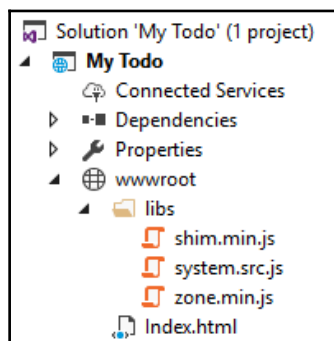 Solution 'My Todo' (1 project)
My Todo
Connected Services
Dependencies
Properties
wwwroot
libs
shim.min.js
system.src.js
zone.min.js
Index.html